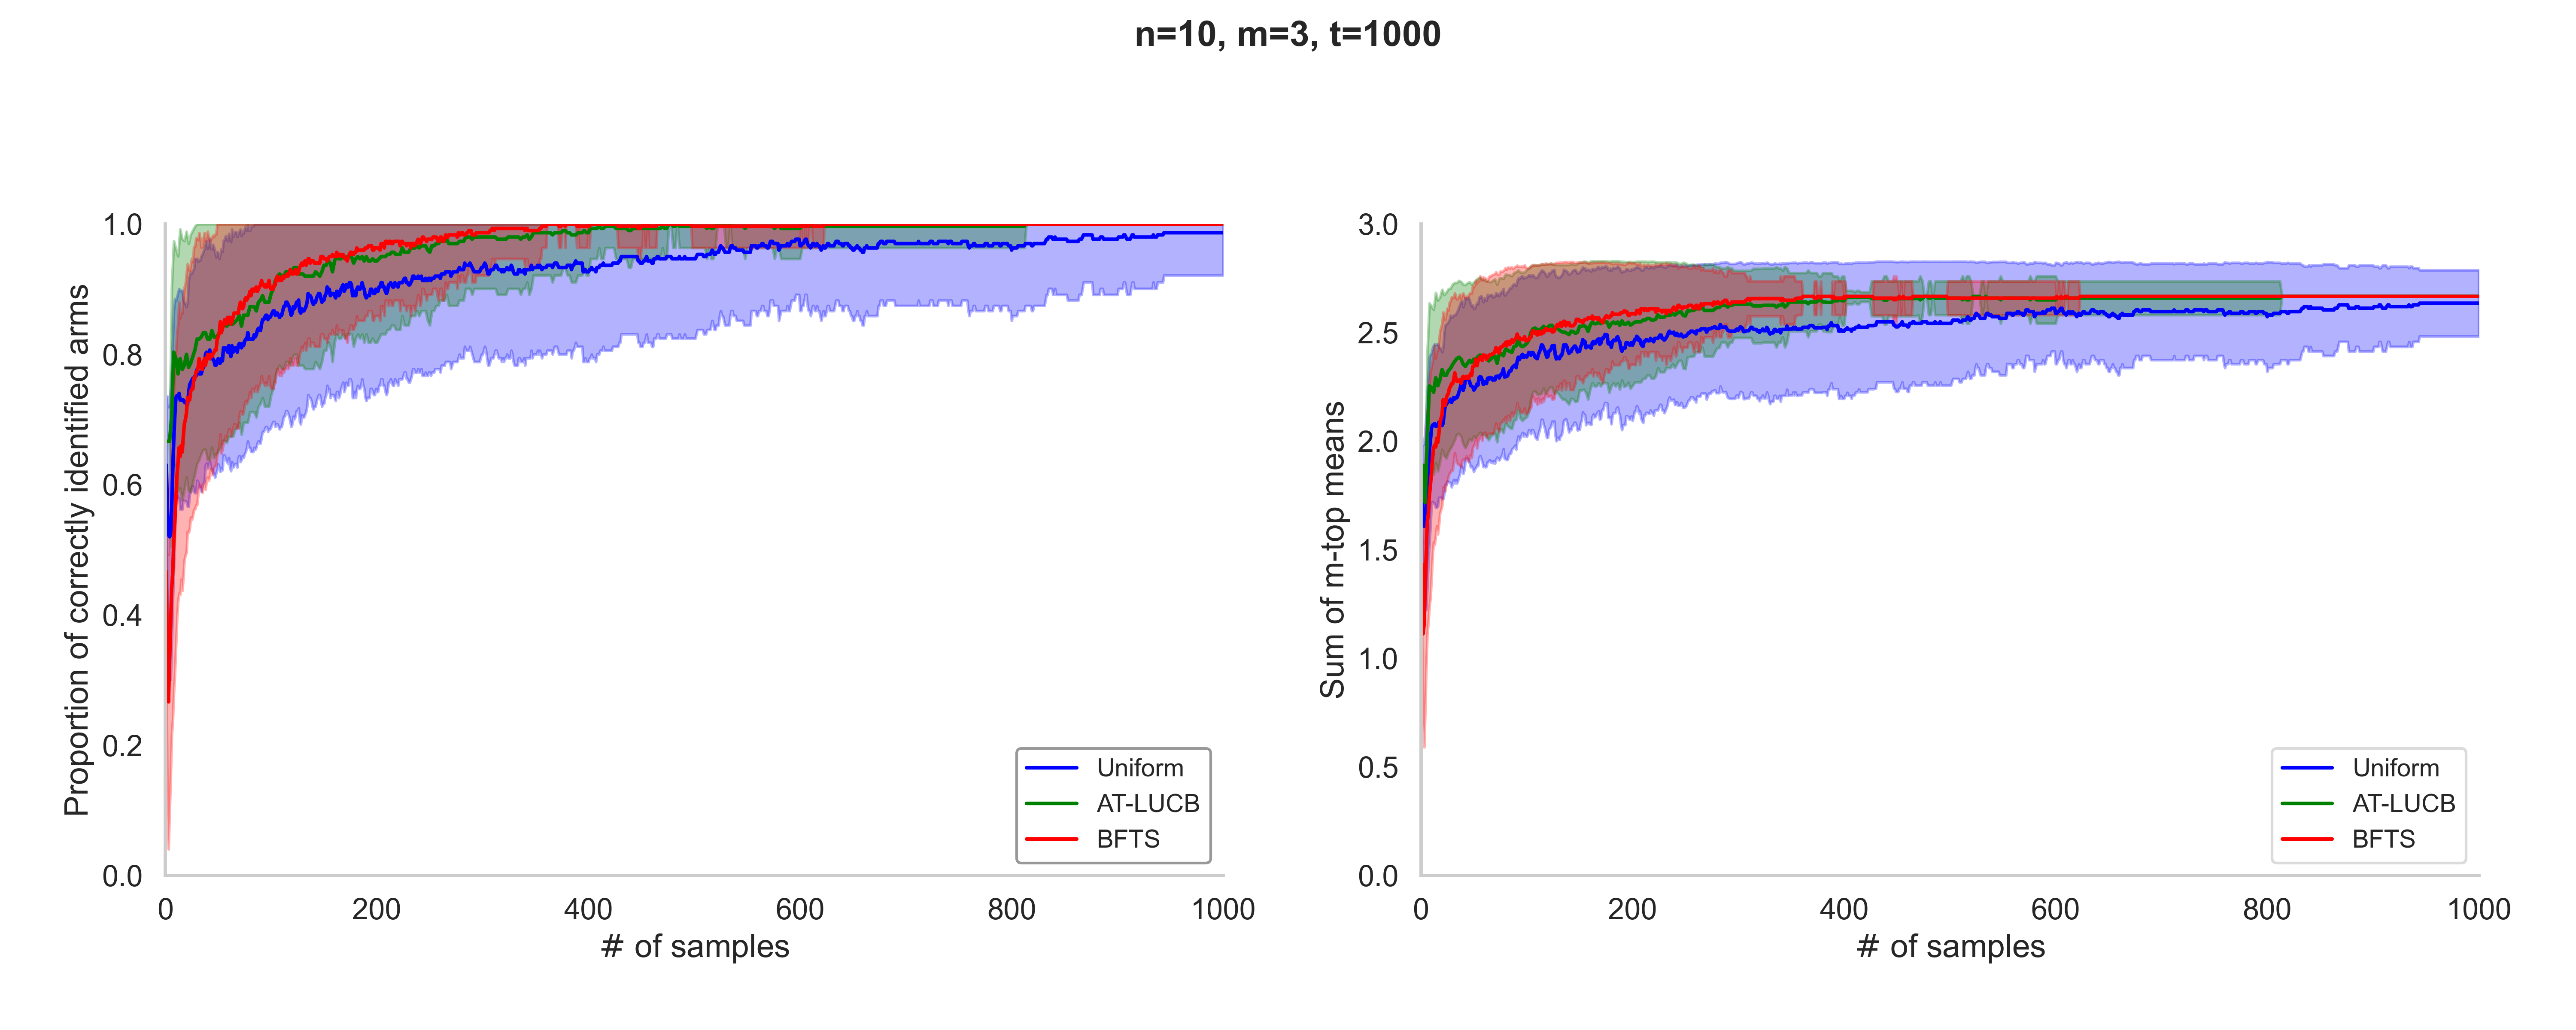 n=10, m=3, t=1000
Proportion of correctly identified arms
1.0
0.8
0.6
0.4
0.2
0.0
0 200 400 600 800 1000
# of samples
Uniform
AT-LUCB
BFTS
Sum of m-top means
3.0
2.5
2.0
1.5
1.0
0.5
0.0
0 200 400 600 800 1000
# of samples
Uniform
AT-LUCB
BFTS